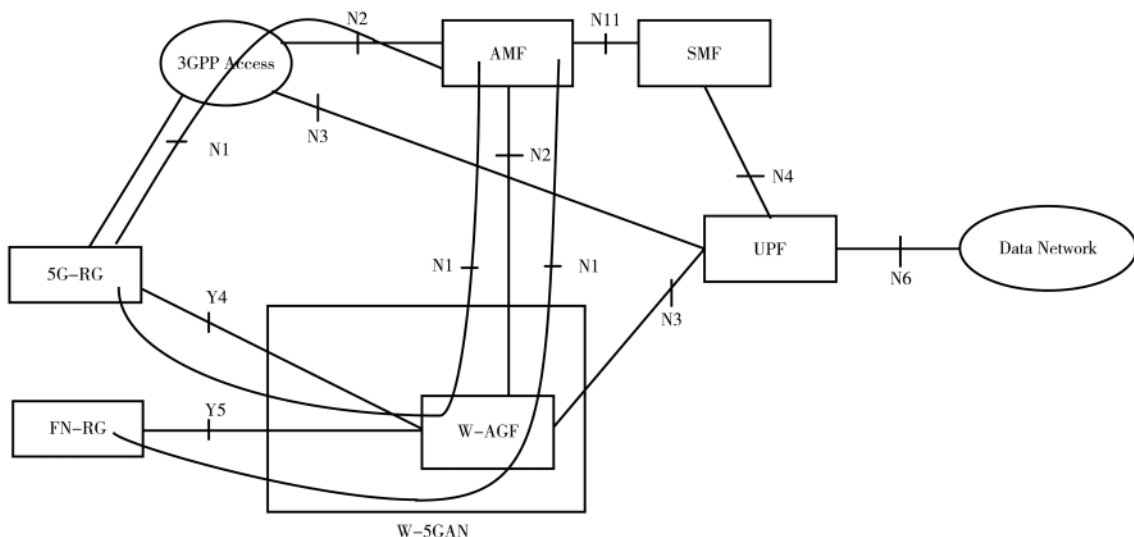 N2
N11
3GPP Access
AMF
SMF
N3
N1
N2
N4
UPF
Data Network
5G-RG
N1
N1
N6
Y4
N3
Y5
FN-RG
W-AGF
W-5GAN